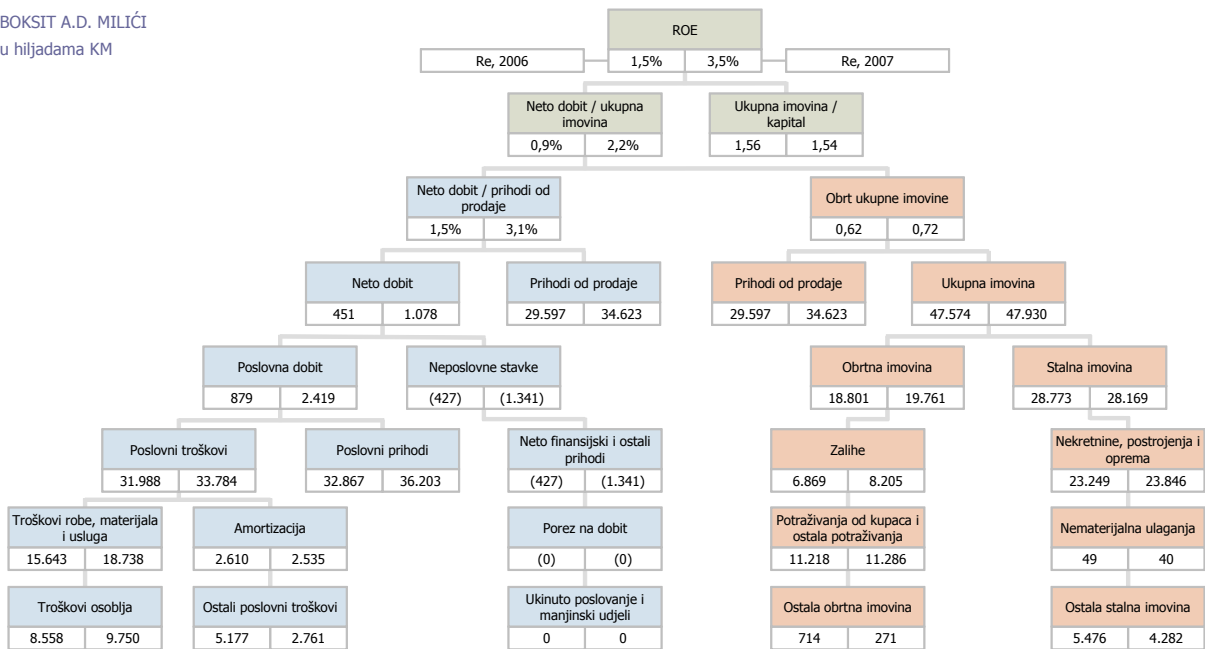 BOKSIT A.D. MILIĆI
u hiljadama KM
ROE
Re, 2006 1,5% 3,5% Re, 2007
Neto dobit / ukupna
imovina
0,9% 2,2%
Ukupna imovina /
kapital
1,56 1,54
Neto dobit / prihodi od
prodaje
1,5% 3,1%
Obrt ukupne imovine
0,62 0,72
Neto dobit
451 1.078
Prihodi od prodaje
29.597 34.623
Prihodi od prodaje
29.597 34.623
Ukupna imovina
47.574 47.930
Poslovna dobit
879 2.419
Neposlovne stavke
(427) (1.341)
Obrtna imovina
18.801 19.761
Stalna imovina
28.773 28.169
Poslovni troškovi
31.988 33.784
Poslovni prihodi
32.867 36.203
Neto finansijski i ostali
prihodi
(427) (1.341)
Zalihe
6.869 8.205
Nekretnine, postrojenja i
oprema
23.249 23.846
Troškovi robe, materijala
i usluga
15.643 18.738
Amortizacija
2.610 2.535
Porez na dobit
(0) (0)
Potraživanja od kupaca i
ostala potraživanja
11.218 11.286
Nematerijalna ulaganja
49 40
Troškovi osoblja
8.558 9.750
Ostali poslovni troškovi
5.177 2.761
Ukinuto poslovanje i
manjinski udjeli
0 0
Ostala obrtna imovina
714 271
Ostala stalna imovina
5.476 4.282